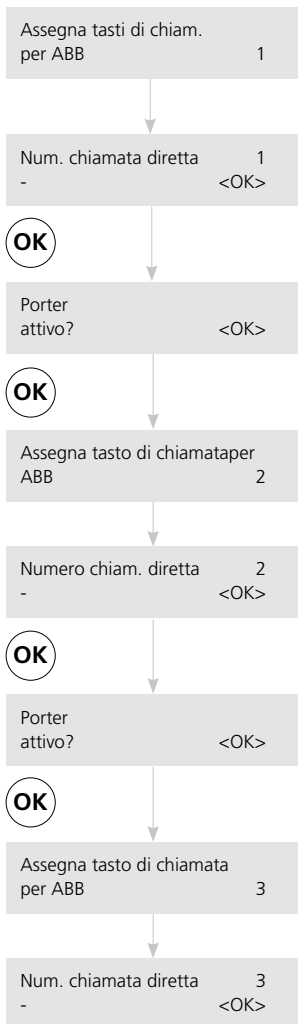 Assegna tasti di chiam.
per ABB 1
Num. chiamata diretta 1
- <OK>
OK
Porter
attivo? <OK>
OK
Assegna tasto di chiamataper
ABB 2
Numero chiam. diretta 2
- <OK>
OK
Porter
attivo? <OK>
OK
Assegna tasto di chiamata
per ABB 3
Num. chiamata diretta 3
- <OK>